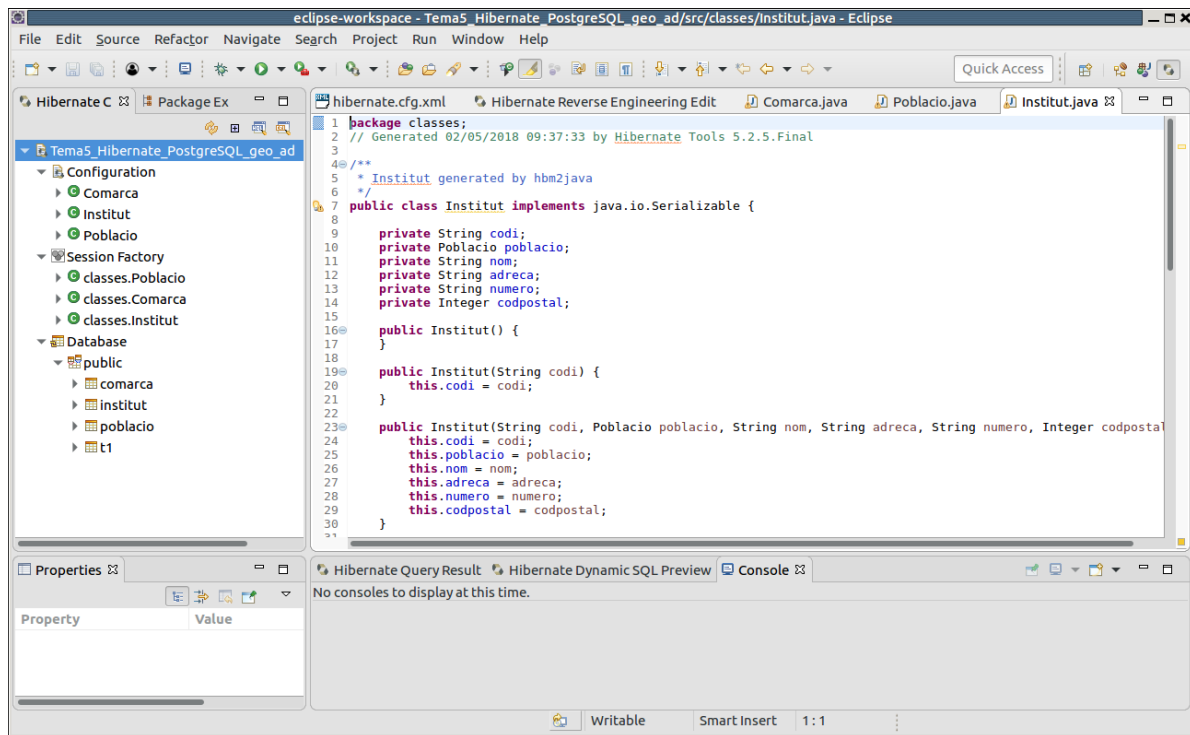 eclipse-workspace - Tema5_Hibernate_PostgreSQL_geo_ad/src/classes/Institut.java - Eclipse
File Edit Source Refactor Navigate Search Project Run Window Help
Quick Access
Hibernate C Package Ex
hibernate.cfg.xml Hibernate Reverse Engineering Edit Comarca.java Poblacio.java Institut.java
Tema5_Hibernate_PostgreSQL_geo_ad
Configuration
Comarca
Institut
Poblacio
Session Factory
classes.Poblacio
classes.Comarca
classes.Institut
Database
public
comarca
institut
poblacio
t1
1 package classes;
2 // Generated 02/05/2018 09:37:33 by Hibernate Tools 5.2.5.Final
3
4 /**
5  * Institut generated by hbm2java
6  */
7 public class Institut implements java.io.Serializable {
8
9     private String codi;
10     private Poblacio poblacio;
11     private String nom;
12     private String adreca;
13     private String numero;
14     private Integer codpostal;
15
16     public Institut() {
17     }
18
19     public Institut(String codi) {
20         this.codi = codi;
21     }
22
23     public Institut(String codi, Poblacio poblacio, String nom, String adreca, String numero, Integer codpostal
24         this.codi = codi;
25         this.poblacio = poblacio;
26         this.nom = nom;
27         this.adreca = adreca;
28         this.numero = numero;
29         this.codpostal = codpostal;
30     }
31
Properties
Property Value
Hibernate Query Result Hibernate Dynamic SQL Preview Console
No consoles to display at this time.
Writable Smart Insert 1 : 1